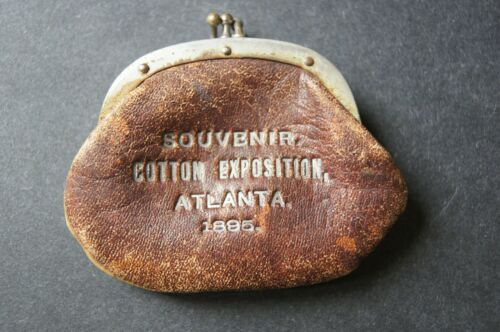 SOUVENIR.
COTTON EXPOSITION,
ATLANTA.
1895.